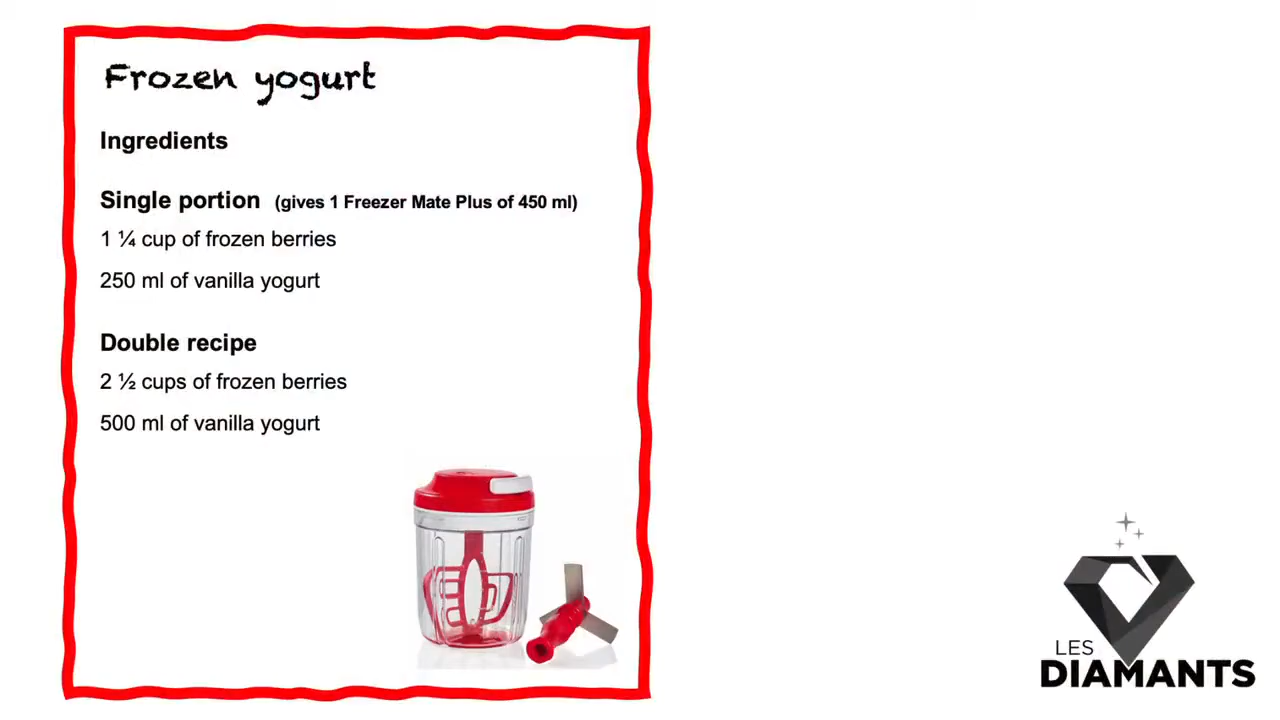 Frozen yogurt
Ingredients
Single portion (gives 1 Freezer Mate Plus of 450 ml)
1 ¼ cup of frozen berries
250 ml of vanilla yogurt
Double recipe
2 ½ cups of frozen berries
500 ml of vanilla yogurt
LES
DIAMANTS